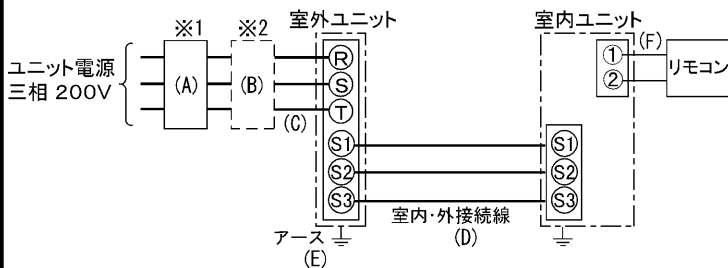 ※1
※2
室外ユニット
室内ユニット
ユニット電源
三相 200V
(A)
(B)
(C)
R
S
T
S1
S2
S3
アース
(E)
室内・外接続線
(D)
S1
S2
S3
①
②
(F)
リモコン